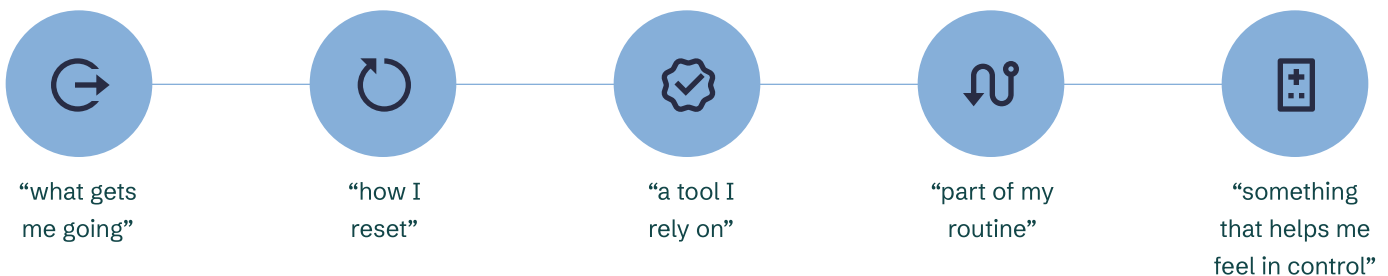 “what gets
me going”
“how I
reset”
“a tool I
rely on”
“part of my
routine”
“something
that helps me
feel in control”